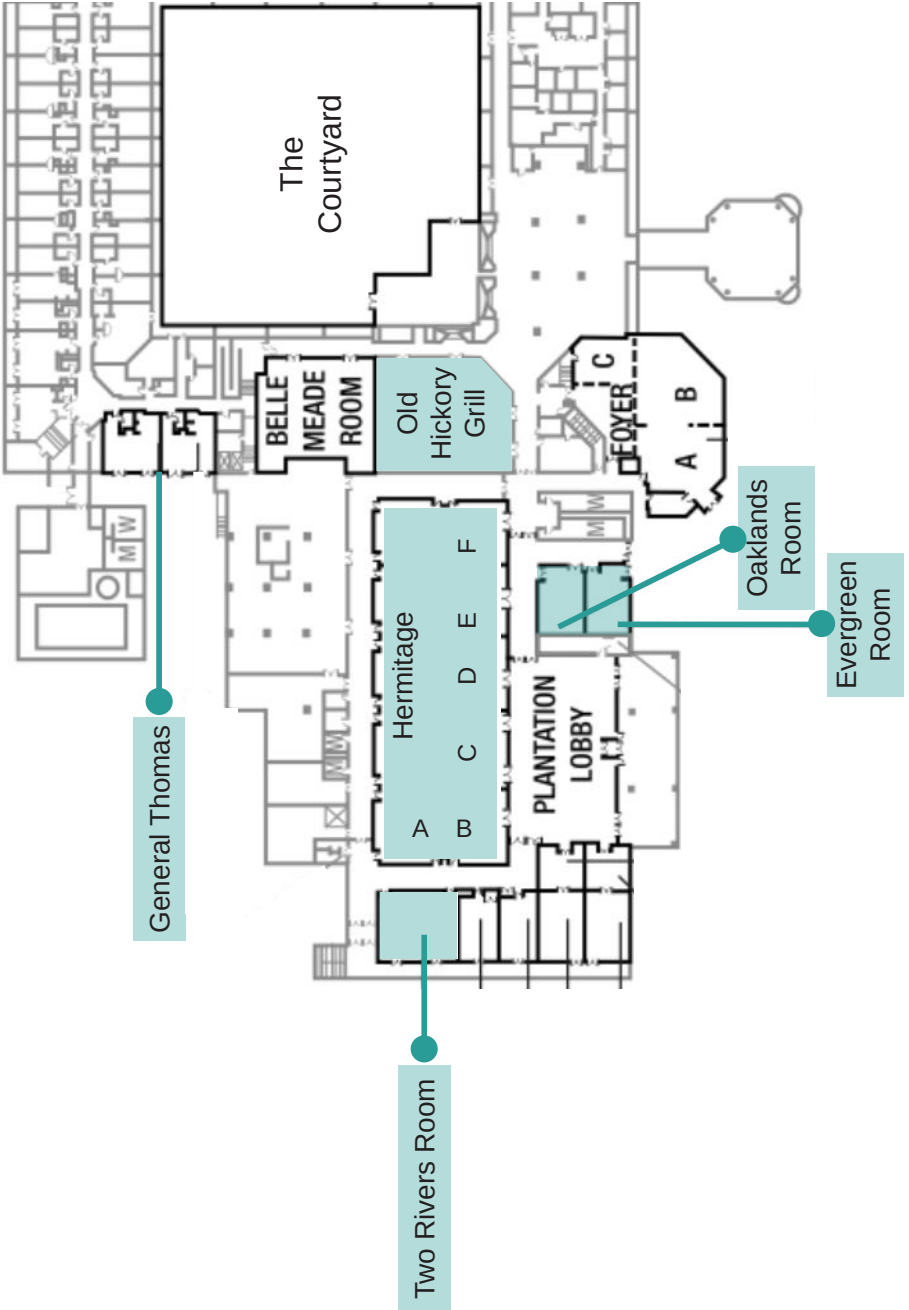 The
Courtyard
BELLE
MEADE
ROOM
Old
Hickory
Grill
C
FOYER
B
A
M W
M W
Oaklands
Room
Evergreen
Room
Hermitage
F
E
D
C
A
B
General Thomas
M W
PLANTATION
LOBBY
Two Rivers Room